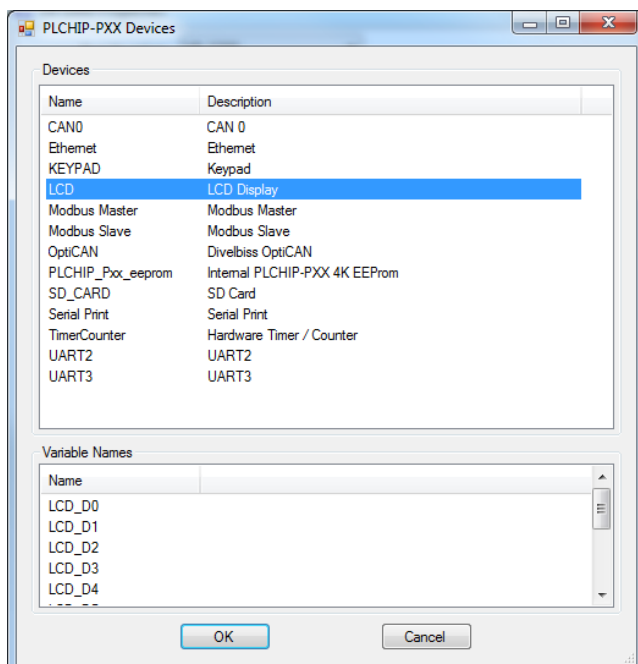 PLCHIP-PXX Devices
Devices
Name Description
CAN0 CAN 0
Ethernet Ethernet
KEYPAD Keypad
LCD LCD Display
Modbus Master Modbus Master
Modbus Slave Modbus Slave
OptiCAN Divelbiss OptiCAN
PLCHIP_Pxx_eeprom Internal PLCHIP-PXX 4K EEProm
SD_CARD SD Card
Serial Print Serial Print
TimerCounter Hardware Timer / Counter
UART2 UART2
UART3 UART3
Variable Names
Name
LCD_D0
LCD_D1
LCD_D2
LCD_D3
LCD_D4
OK Cancel